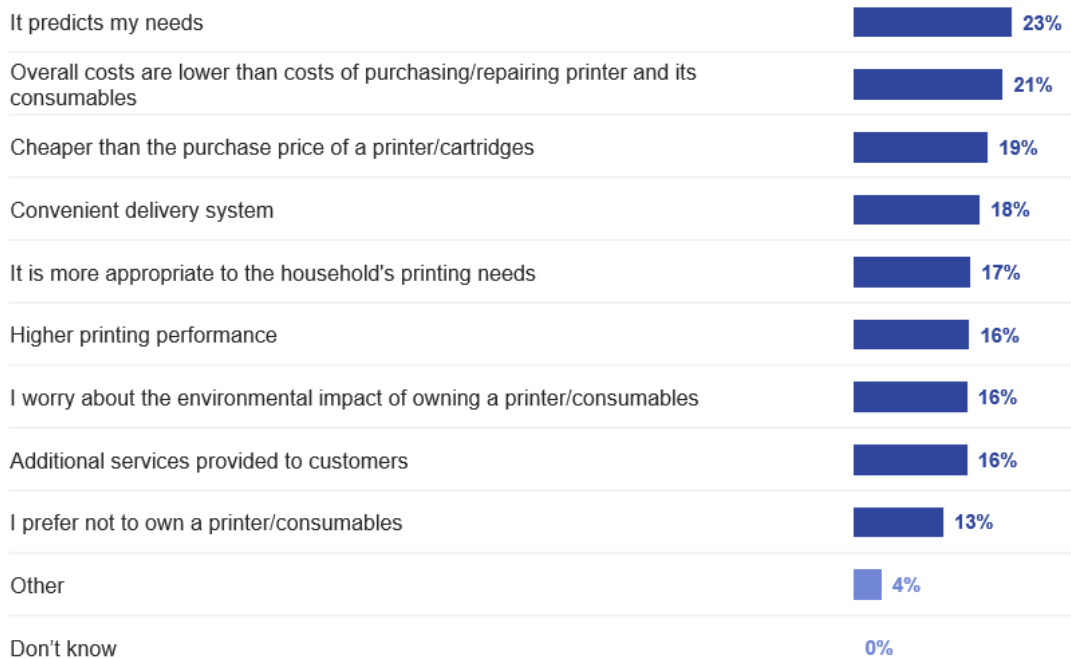 It predicts my needs 23%
Overall costs are lower than costs of purchasing/repairing printer and its
consumables 21%
Cheaper than the purchase price of a printer/cartridges 19%
Convenient delivery system 18%
It is more appropriate to the household's printing needs 17%
Higher printing performance 16%
I worry about the environmental impact of owning a printer/consumables 16%
Additional services provided to customers 16%
I prefer not to own a printer/consumables 13%
Other 4%
Don’t know 0%